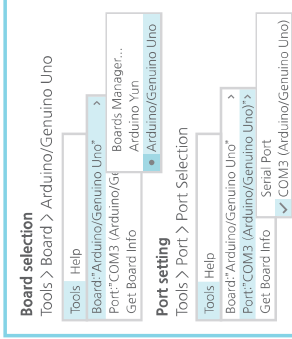 Board selection
Tools > Board > Arduino/Genuino Uno
Tools Help
Board:"Arduino/Genuino Uno" >
Port:"COM3 (Arduino/Ge
Get Board Info
Boards Manager...
Arduino Yun
● Arduino/Genuino Uno
Port setting
Tools > Port > Port Selection
Tools Help
Board:"Arduino/Genuino Uno" >
Port:"COM3 (Arduino/Genuino Uno)">
Get Board Info
Serial Port
✓ COM3 (Arduino/Genuino Uno)